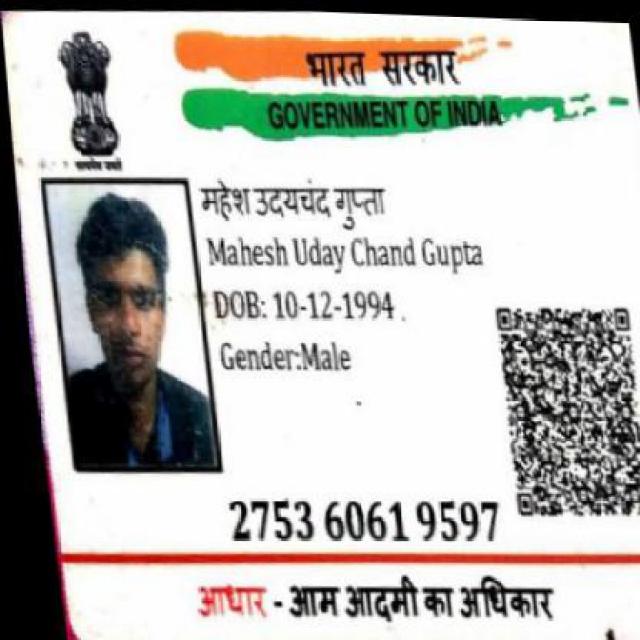 भारत सरकार
GOVERNMENT OF INDIA
सत्यमेव जयते
महेश उदयचंद गुप्ता
Mahesh Uday Chand Gupta
DOB: 10-12-1994
Gender:Male
2753 6061 9597
आधार - आम आदमी का अधिकार